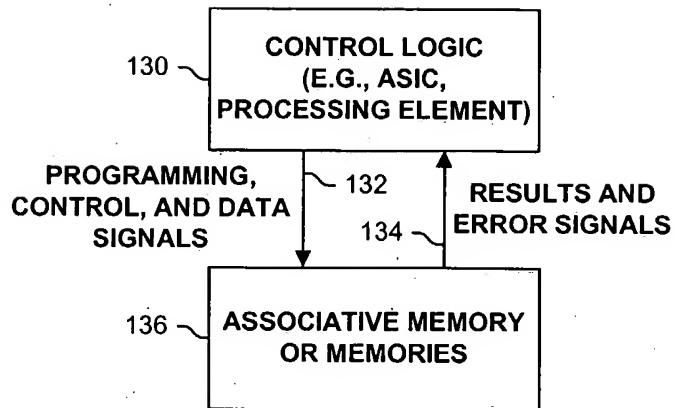 CONTROL LOGIC
(E.G., ASIC,
PROCESSING ELEMENT)
130
PROGRAMMING,
CONTROL, AND DATA
SIGNALS
132
134
RESULTS AND
ERROR SIGNALS
136
ASSOCIATIVE MEMORY
OR MEMORIES